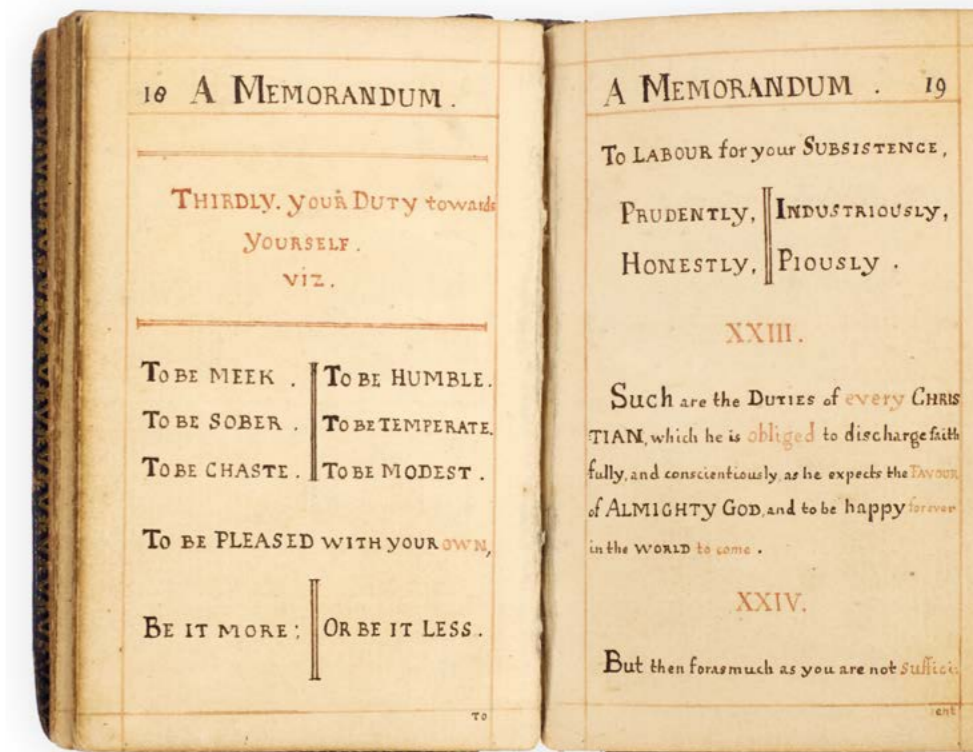 18 A MEMORANDUM.
THIRDLY. YOUR DUTY towards
YOURSELF.
VIZ.
TO BE MEEK . TO BE HUMBLE.
TO BE SOBER . TO BE TEMPERATE.
TO BE CHASTE . TO BE MODEST .
TO BE PLEASED WITH YOUR OWN,
BE IT MORE; OR BE IT LESS .
TO
A MEMORANDUM . 19
TO LABOUR for your SUBSISTENCE,
PRUDENTLY, INDUSTRIOUSLY,
HONESTLY, PIOUSLY .
XXIII.
Such are the DUTIES of every CHRIS
TIAN, which he is obliged to discharge faith
fully, and conscientiously, as he expects the FAVOUR
of ALMIGHTY GOD, and to be happy forever
in the WORLD to come .
XXIV.
But then forasmuch as you are not suffici:
:ent